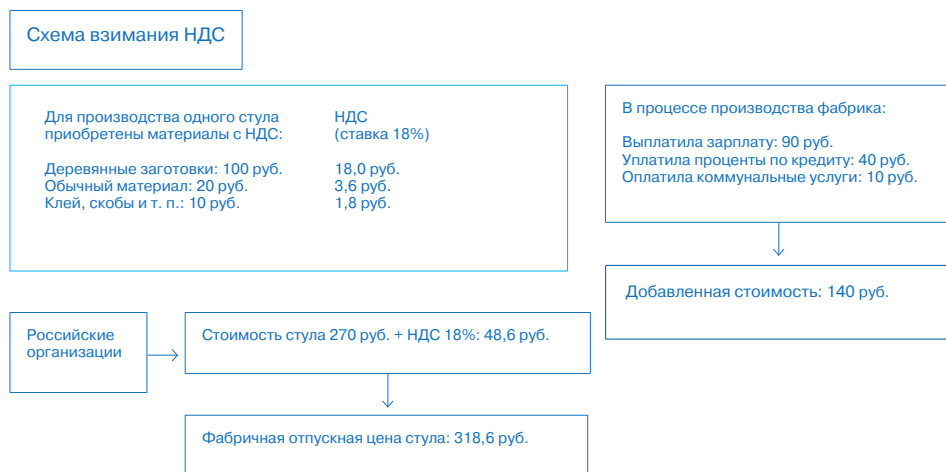 Схема взимания НДС
Для производства одного стула
приобретены материалы с НДС:
НДС
(ставка 18%)
Деревянные заготовки: 100 руб. 18,0 руб.
Обычный материал: 20 руб. 3,6 руб.
Клей, скобы и т. п.: 10 руб. 1,8 руб.
В процессе производства фабрика:
Выплатила зарплату: 90 руб.
Уплатила проценты по кредиту: 40 руб.
Оплатила коммунальные услуги: 10 руб.
Добавленная стоимость: 140 руб.
Российские
организации
Стоимость стула 270 руб. + НДС 18%: 48,6 руб.
Фабричная отпускная цена стула: 318,6 руб.